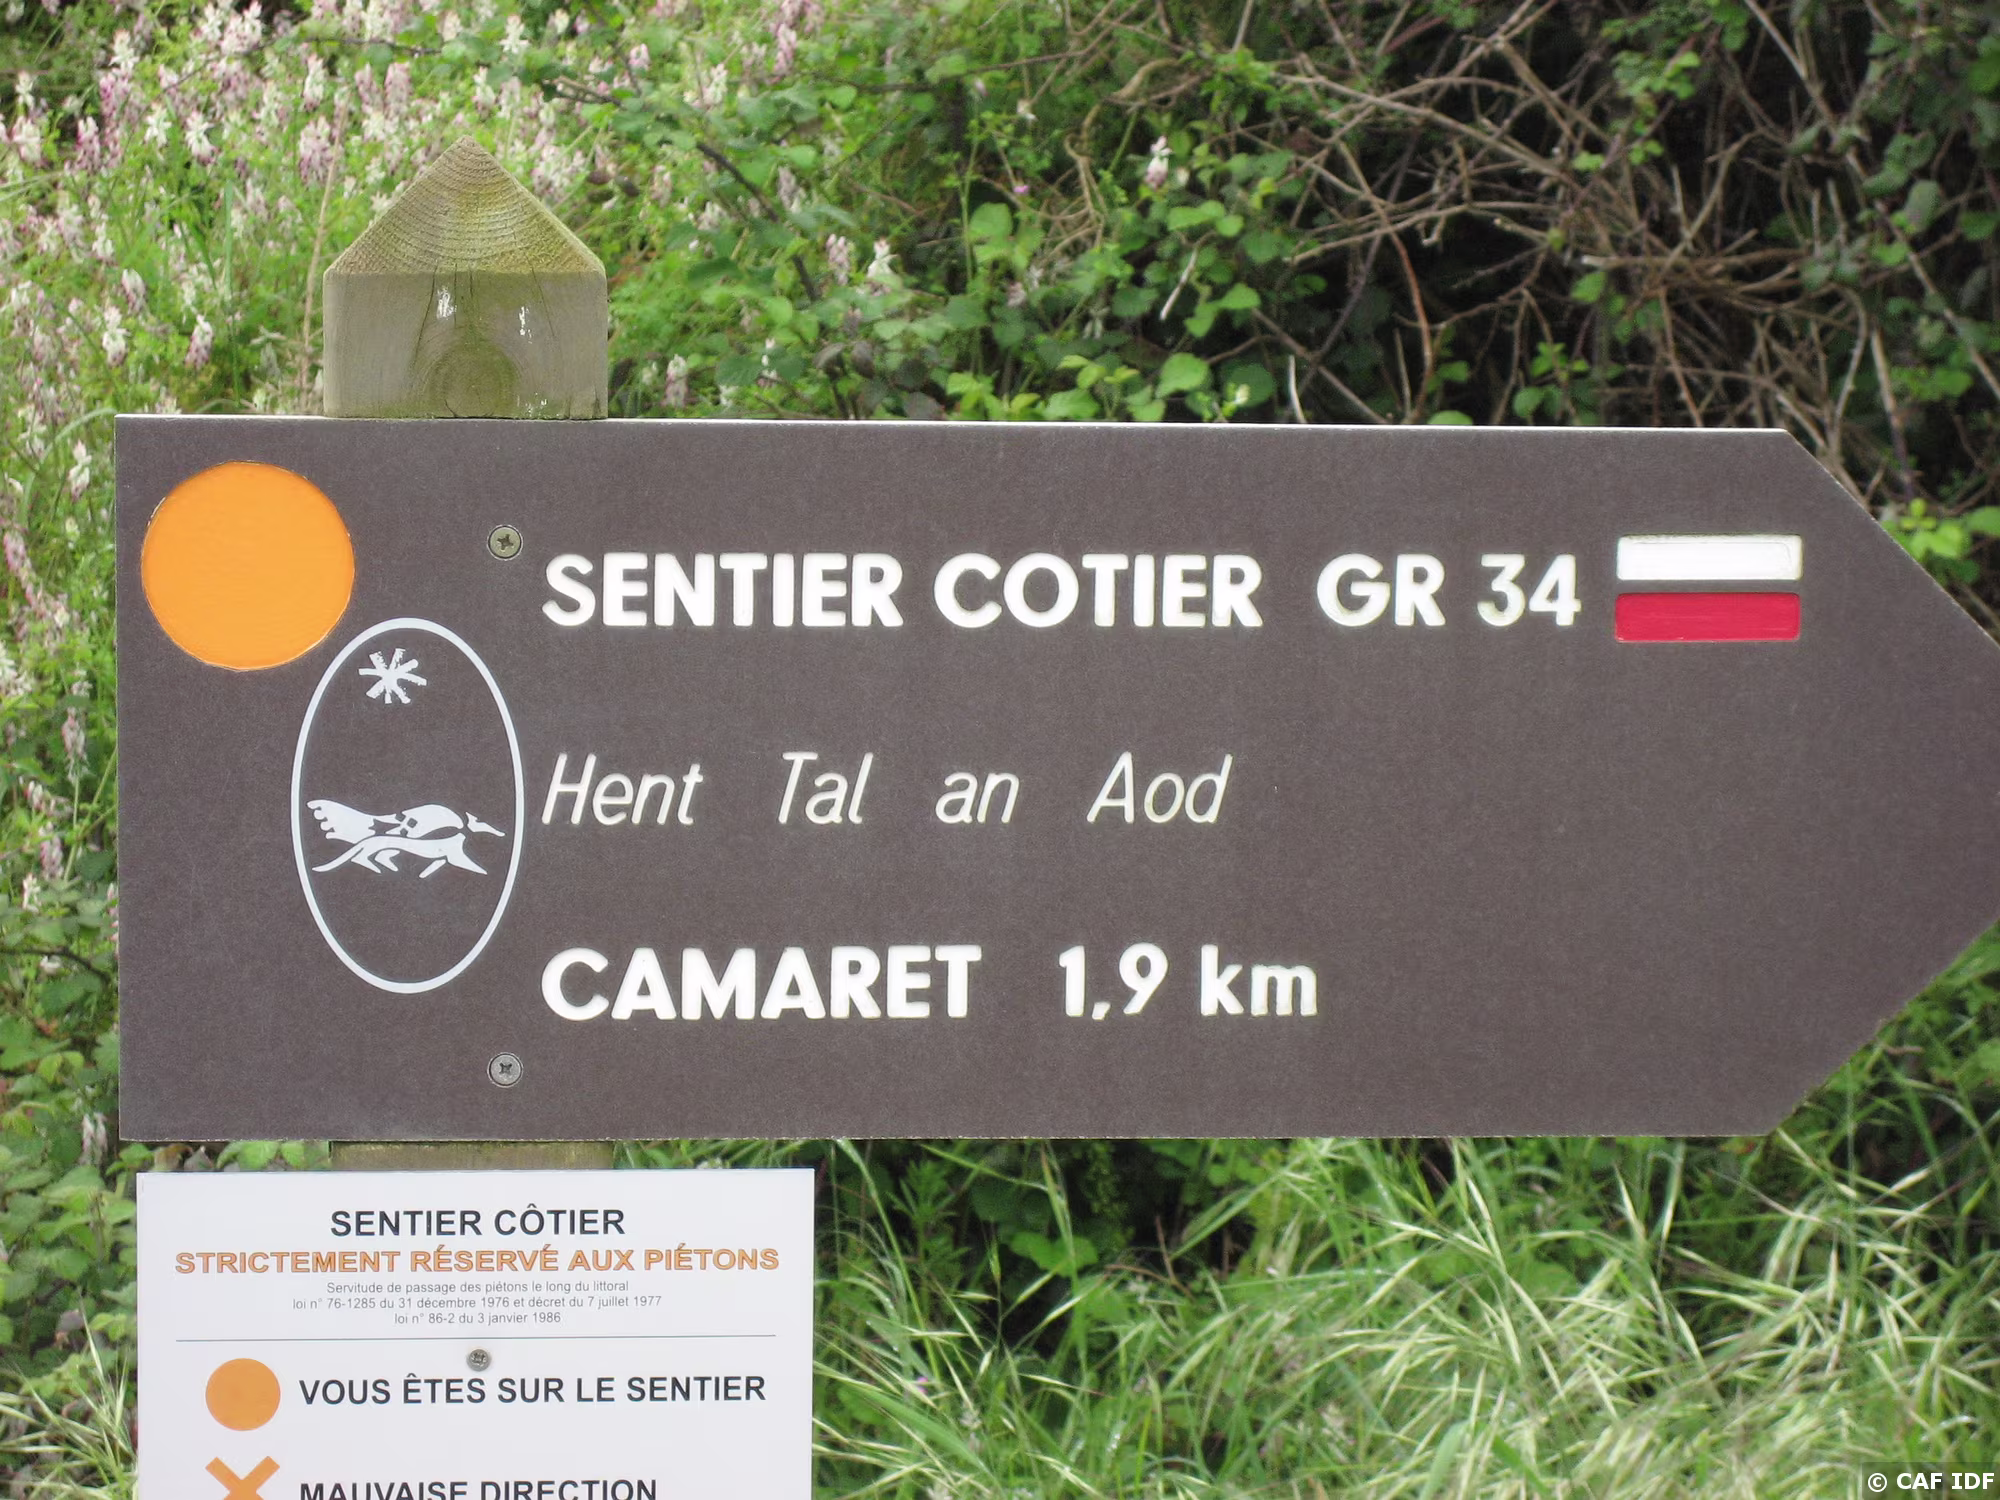 SENTIER COTIER GR 34
Hent Tal an Aod
CAMARET 1,9 km
SENTIER CÔTIER
STRICTEMENT RÉSERVÉ AUX PIÉTONS
Servitude de passage des piétons le long du littoral
loi n° 76-1285 du 31 décembre 1976 et décret du 7 juillet 1977
loi n° 86-2 du 3 janvier 1986
VOUS ÊTES SUR LE SENTIER
MAUVAISE DIRECTION
© CAF IDF